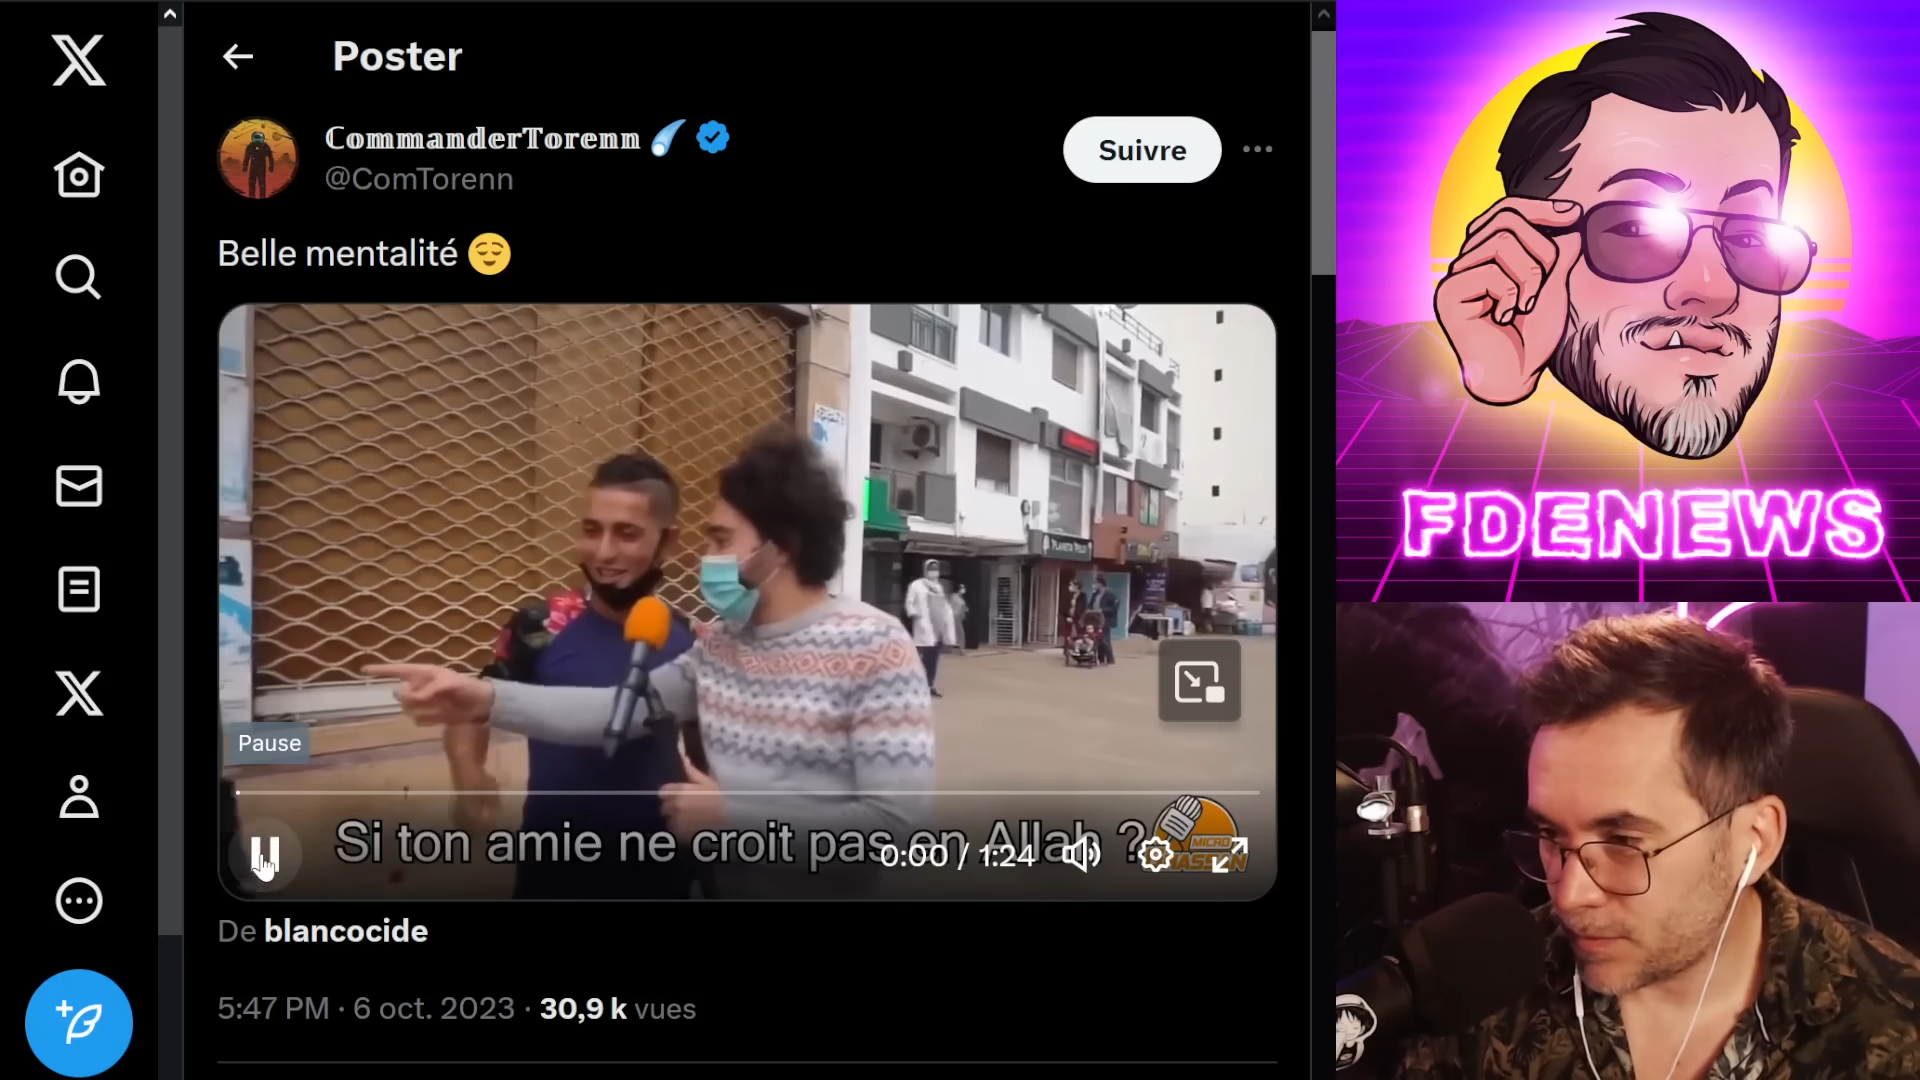 Poster
CommanderTorenn
@ComTorenn
Suivre
Belle mentalité
Pause
Si ton amie ne croit pas en Allah ?
0:00 / 1:24
MICRO
De blancocide
5:47 PM · 6 oct. 2023 · 30,9 k vues
FDENEWS